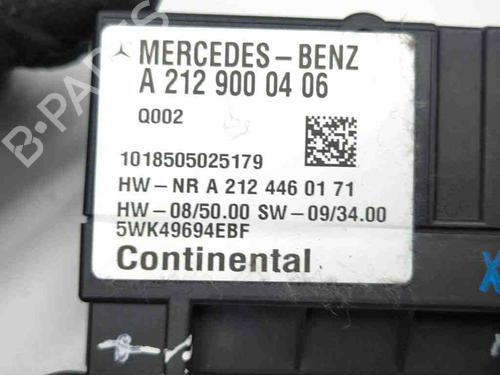 MERCEDES-BENZ
A 212 900 04 06
Q002
1018505025179
HW-NR A 212 446 01 71
HW-08/50.00 SW-09/34.00
5WK49694EBF
Continental